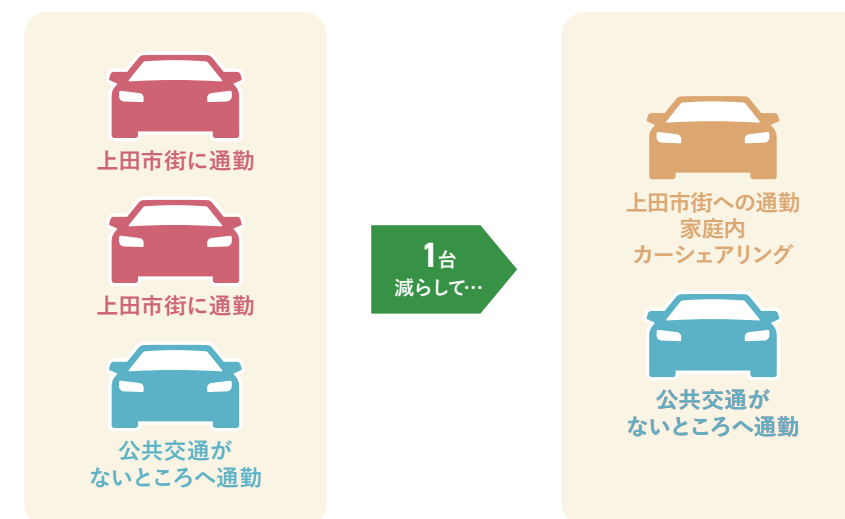 上田市街に通勤
上田市街に通勤
公共交通が
ないところへ通勤
1台
減らして…
上田市街への通勤
家庭内
カーシェアリング
公共交通が
ないところへ通勤